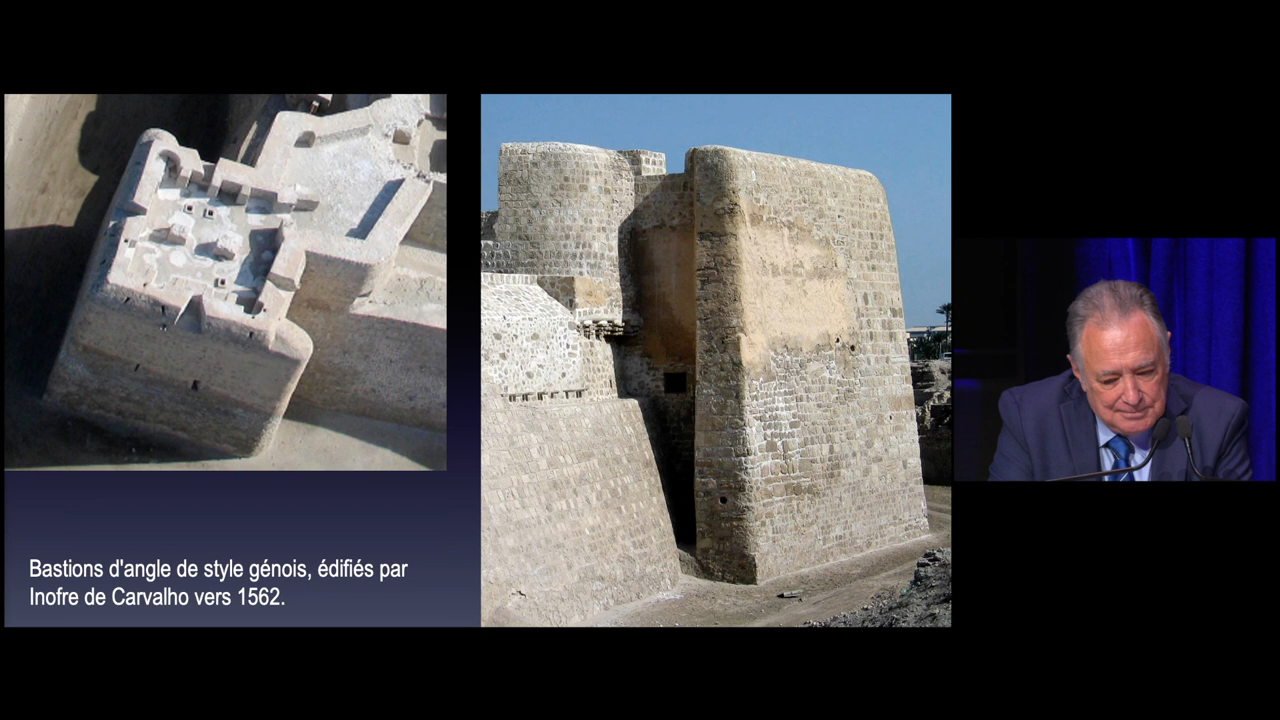 Bastions d'angle de style génois, édifiés par
Inofre de Carvalho vers 1562.